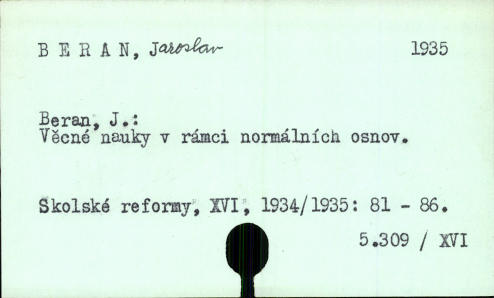 B E R A N, Jaroslav 1935
Beran, J.:
Věcné nauky v rámci normálních osnov.
Školské reformy, XVI, 1934/1935: 81 - 86.
5.309 / XVI